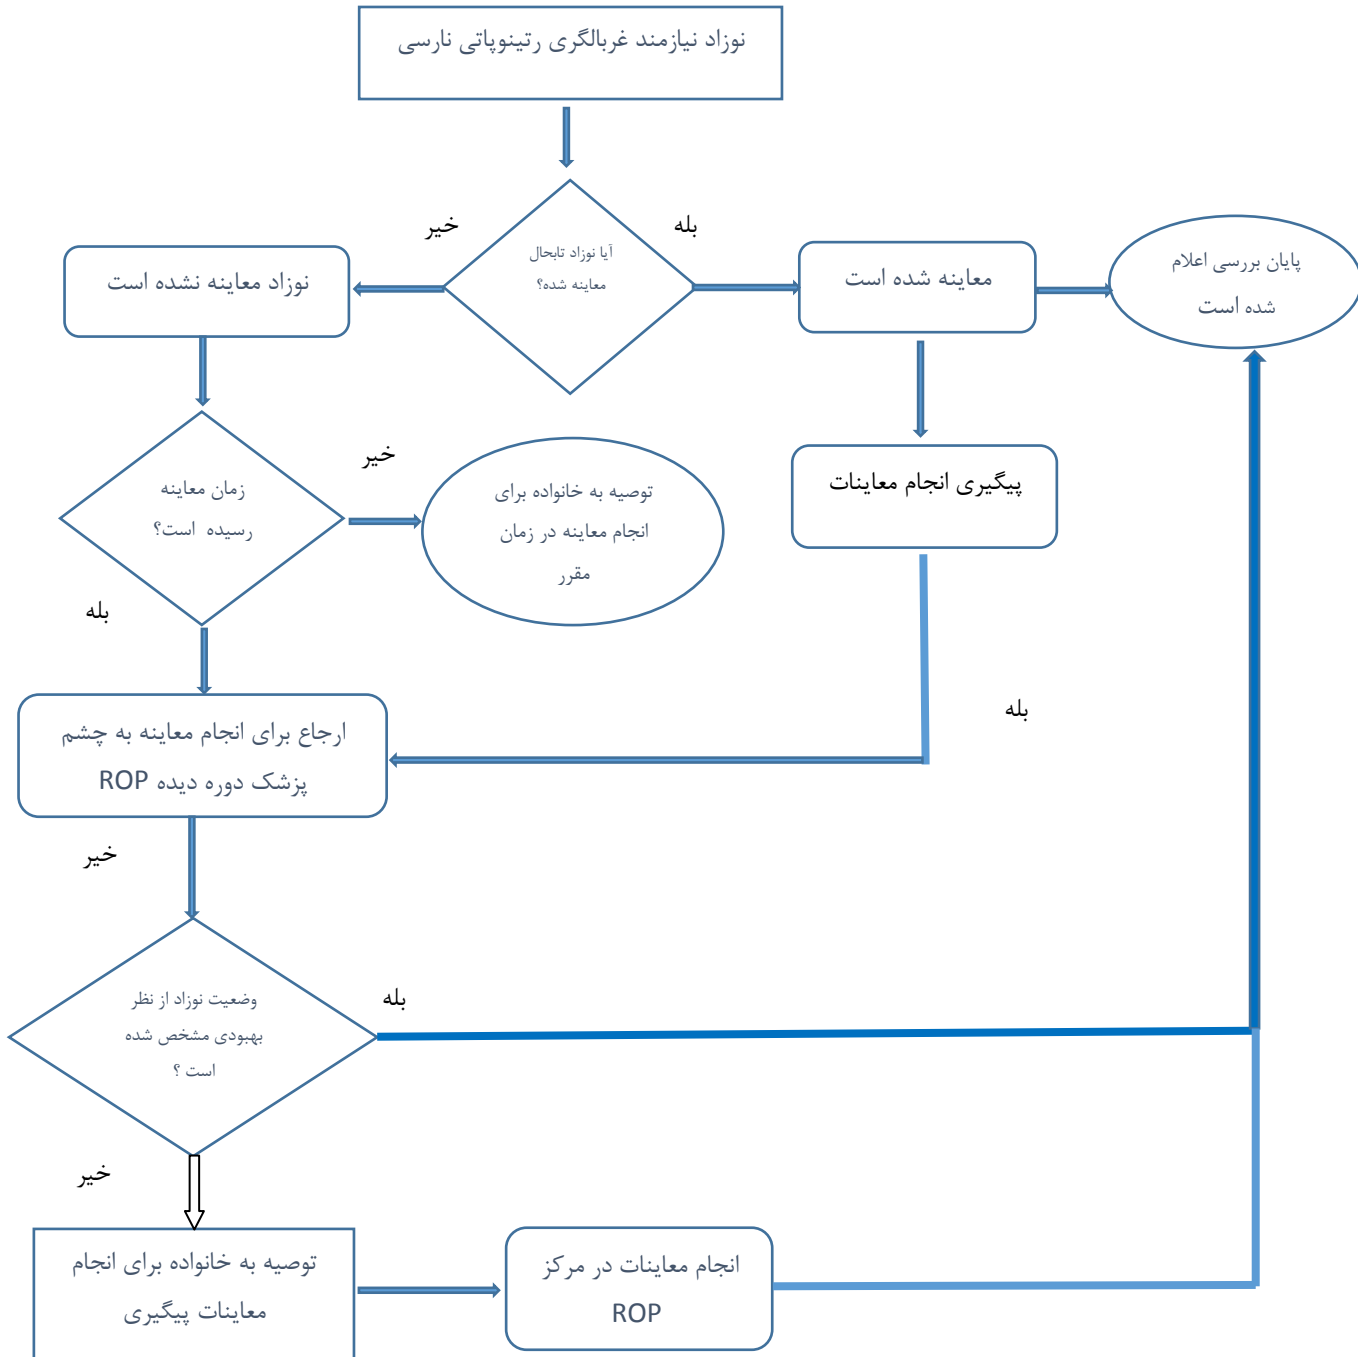 نوزاد نیازمند غربالگری رتینوپاتی نارسی
خیر
بله
آیا نوزاد تابحال
معاینه شده؟
نوزاد معاینه نشده است
معاینه شده است
پایان بررسی اعلام
شده است
زمان معاینه
رسیده است؟
خیر
توصیه به خانواده برای
انجام معاینه در زمان
مقرر
پیگیری انجام معاینات
بله
بله
ارجاع برای انجام معاینه به چشم
پزشک دوره دیده ROP
خیر
وضعیت نوزاد از نظر
بهبودی مشخص شده
است ؟
بله
خیر
توصیه به خانواده برای انجام
معاینات پیگیری
انجام معاینات در مرکز
ROP